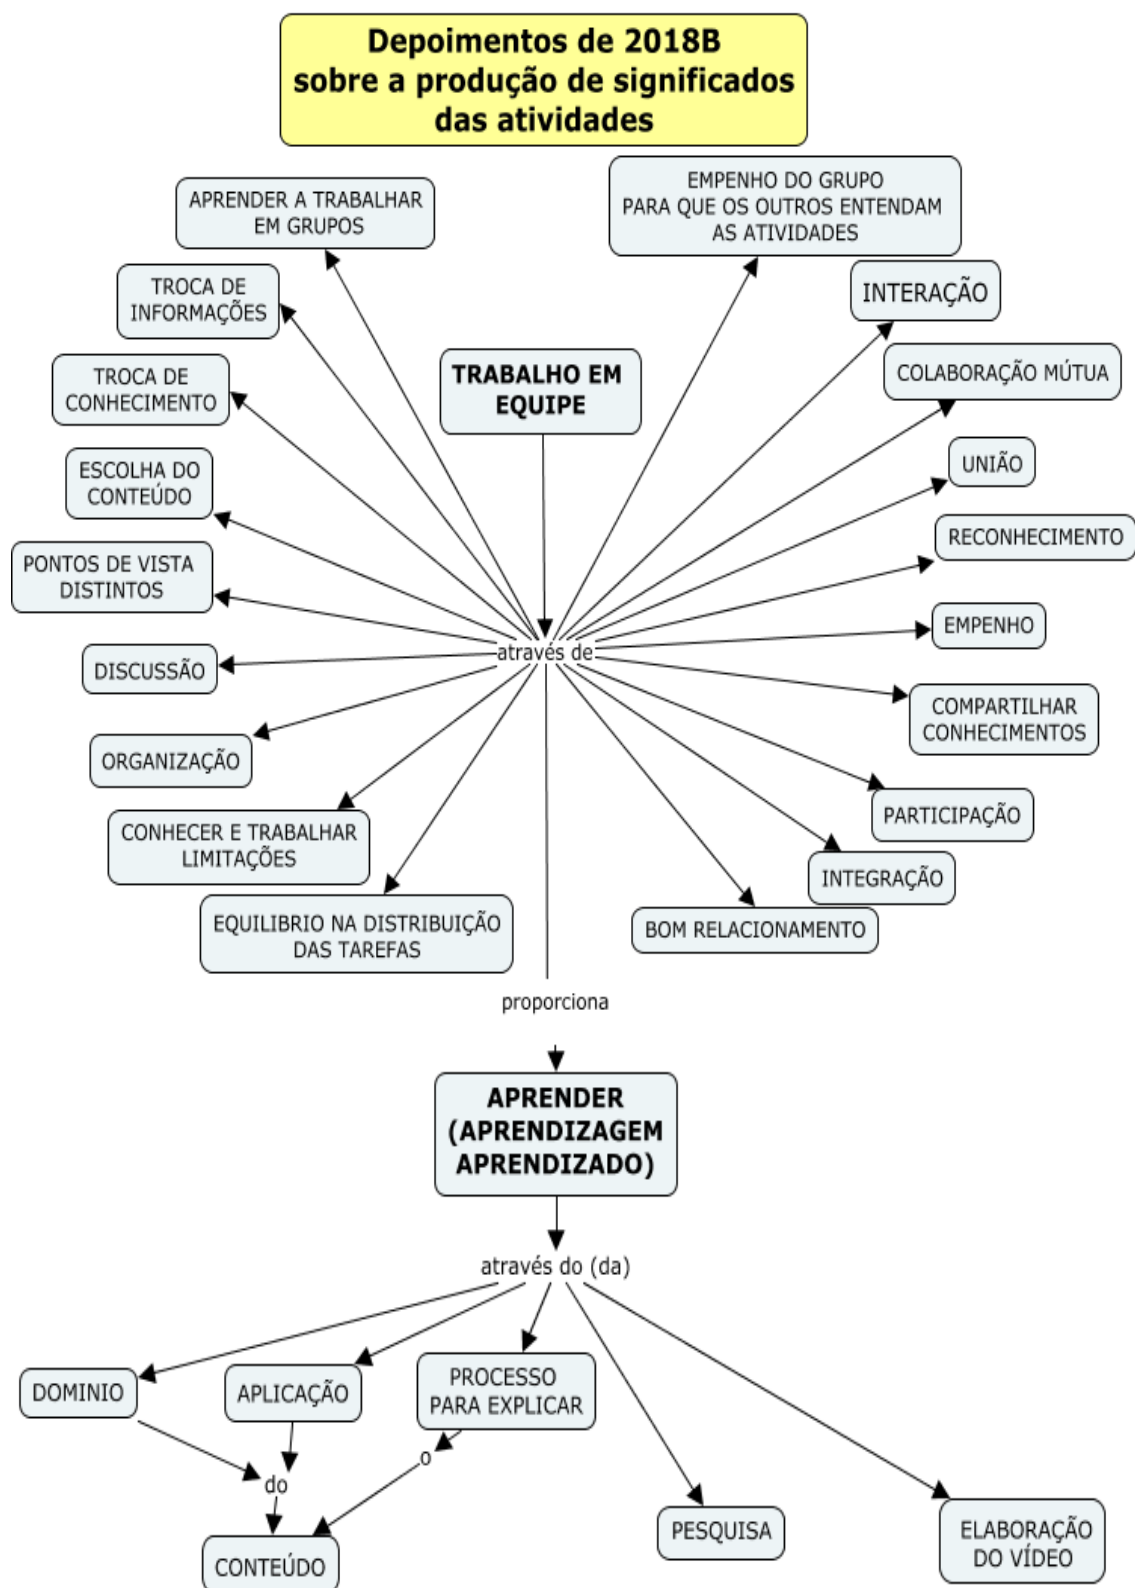 Depoimentos de 2018B
sobre a produção de significados
das atividades
APRENDER A TRABALHAR
EM GRUPOS
EMPENHO DO GRUPO
PARA QUE OS OUTROS ENTENDAM
AS ATIVIDADES
TROCA DE
INFORMAÇÕES
INTERAÇÃO
TROCA DE
CONHECIMENTO
TRABALHO EM
EQUIPE
COLABORAÇÃO MÚTUA
ESCOLHA DO
CONTEÚDO
UNIÃO
PONTOS DE VISTA
DISTINTOS
RECONHECIMENTO
EMPENHO
através de
DISCUSSÃO
COMPARTILHAR
CONHECIMENTOS
ORGANIZAÇÃO
PARTICIPAÇÃO
CONHECER E TRABALHAR
LIMITAÇÕES
INTEGRAÇÃO
EQUILIBRIO NA DISTRIBUIÇÃO
DAS TAREFAS
BOM RELACIONAMENTO
proporciona
APRENDER
(APRENDIZAGEM
APRENDIZADO)
através do (da)
DOMINIO
APLICAÇÃO
PROCESSO
PARA EXPLICAR
do
o
CONTEÚDO
PESQUISA
ELABORAÇÃO
DO VÍDEO